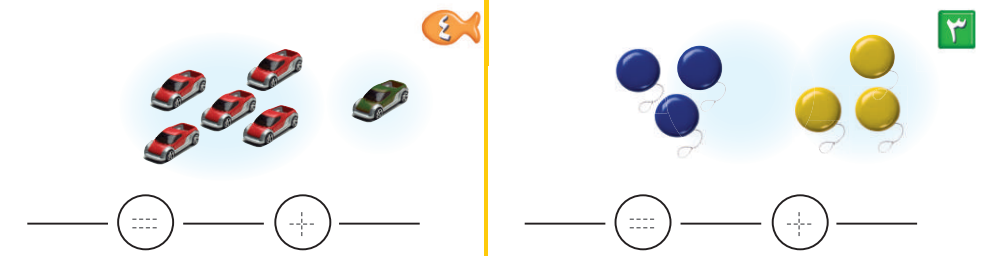 ٣
٤
+ =
+ =